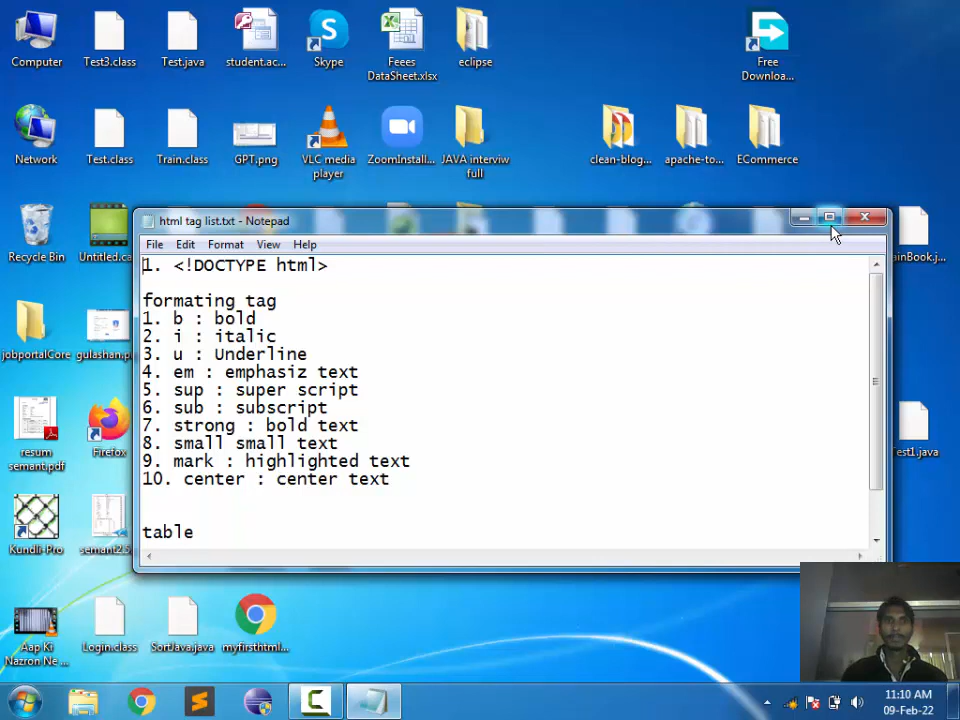 Computer
Test3.class
Test.java
student.ac...
Skype
Feees
DataSheet.xlsx
eclipse
Free
Downloa...
Network
Test.class
Train.class
GPT.png
VLC media
player
ZoomInstall...
JAVA interviw
full
clean-blog...
apache-to...
ECommerce
Recycle Bin
Untitled.ca
ainBook.j...
html tag list.txt - Notepad
File Edit Format View Help
1. <!DOCTYPE html>
formating tag
1. b : bold
2. i : italic
3. u : Underline
4. em : emphasiz text
5. sup : super script
6. sub : subscript
7. strong : bold text
8. small small text
9. mark : highlighted text
10. center : center text
table
jobportalCore
gulashan.p
resum
semant.pdf
Firefox
Test1.java
Kundli-Pro
semant2.5
Aap Ki
Nazron Ne ...
Login.class
SortJava.java
myfirsthtml...
11:10 AM
09-Feb-22